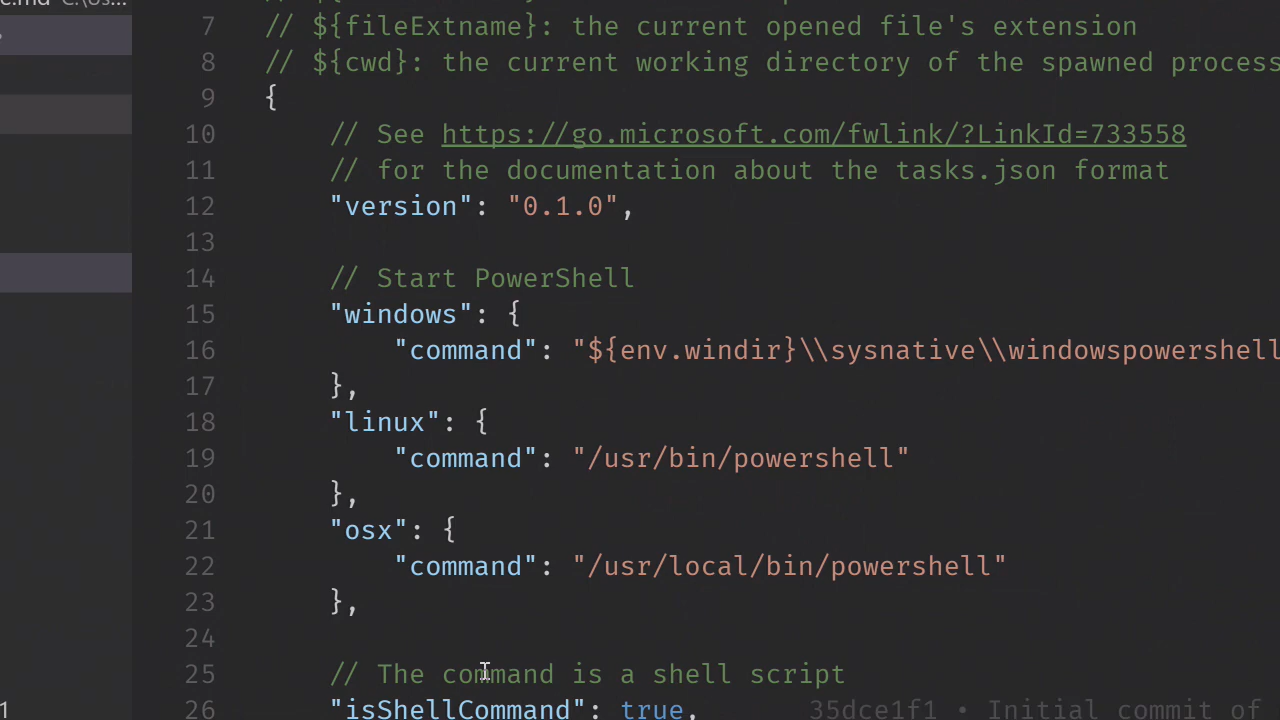 7 // ${fileExtname}: the current opened file's extension
8 // ${cwd}: the current working directory of the spawned process
9 {
10 // See https://go.microsoft.com/fwlink/?LinkId=733558
11 // for the documentation about the tasks.json format
12 "version": "0.1.0",
13
14 // Start PowerShell
15 "windows": {
16 "command": "${env.windir}\\sysnative\\windowspowershell
17 },
18 "linux": {
19 "command": "/usr/bin/powershell"
20 },
21 "osx": {
22 "command": "/usr/local/bin/powershell"
23 },
24
25 // The command is a shell script
26 "isShellCommand": true, 35dce1f1 • Initial commit of